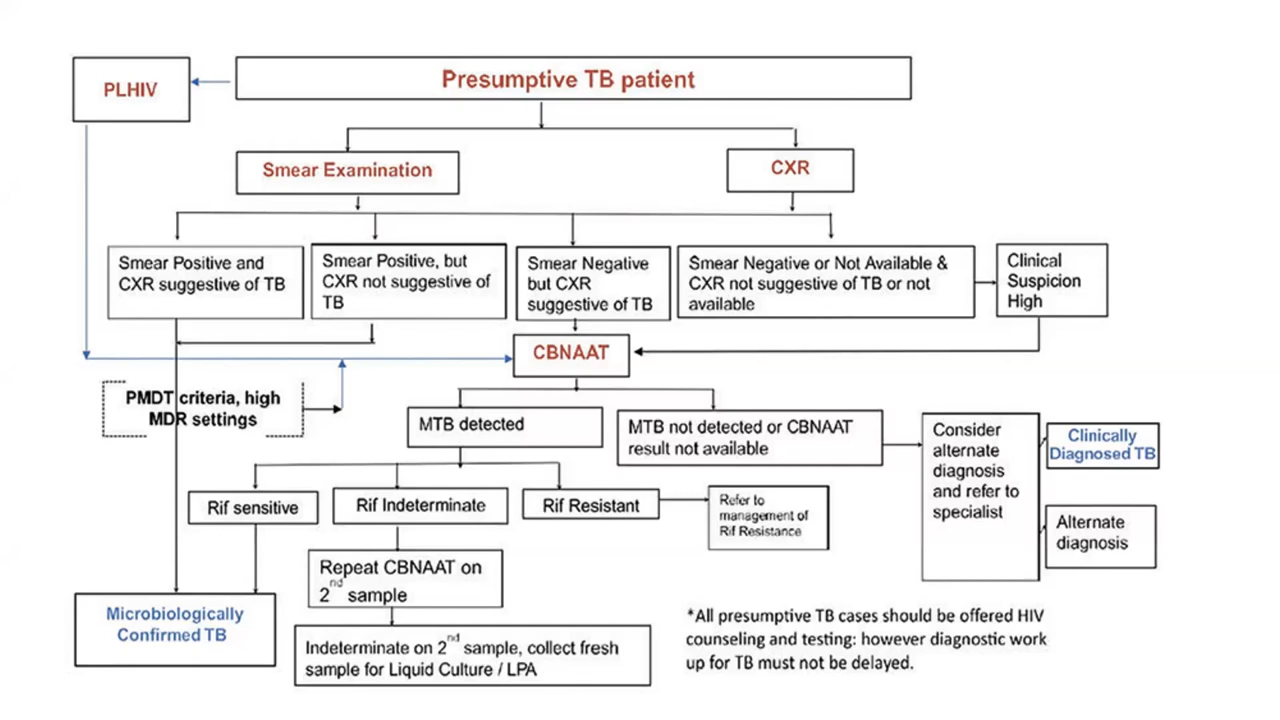 PLHIV
Presumptive TB patient
Smear Examination
CXR
Smear Positive and
CXR suggestive of TB
Smear Positive, but
CXR not suggestive of
TB
Smear Negative
but CXR
suggestive of TB
Smear Negative or Not Available &
CXR not suggestive of TB or not
available
Clinical
Suspicion
High
CBNAAT
PMDT criteria, high
MDR settings
MTB detected
MTB not detected or CBNAAT
result not available
Consider
alternate
diagnosis
and refer to
specialist
Clinically
Diagnosed TB
Alternate
diagnosis
Rif sensitive
Rif Indeterminate
Rif Resistant
Refer to
management of
Rif Resistance
Repeat CBNAAT on
2nd sample
Microbiologically
Confirmed TB
Indeterminate on 2nd sample, collect fresh
sample for Liquid Culture / LPA
*All presumptive TB cases should be offered HIV
counseling and testing: however diagnostic work
up for TB must not be delayed.